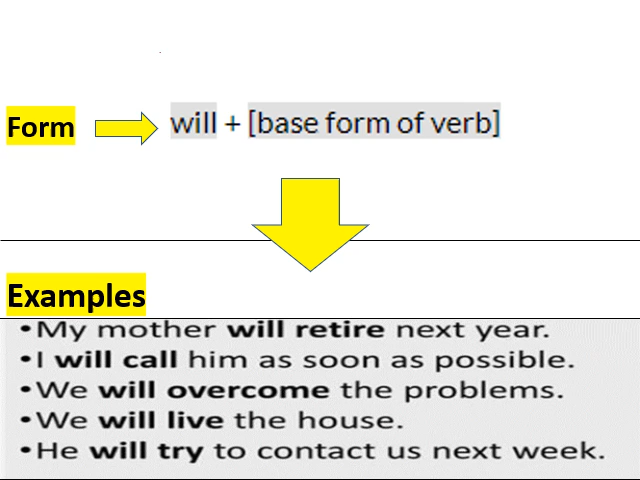 Form will + [base form of verb]
Examples
•My mother will retire next year.
•I will call him as soon as possible.
•We will overcome the problems.
•We will live the house.
•He will try to contact us next week.